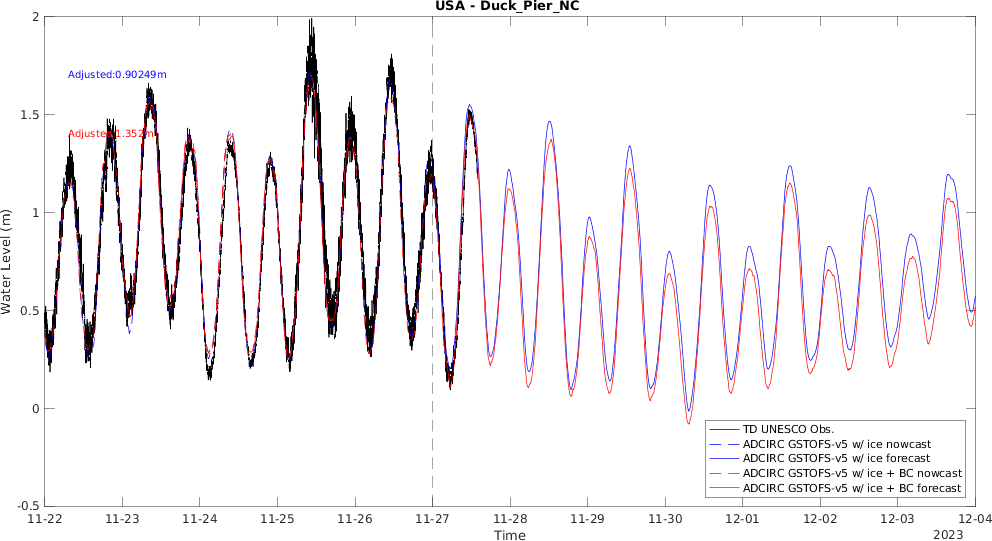 USA - Duck_Pier_NC
2
1.5
1
0.5
0
-0.5
Water Level (m)
Adjusted:0.90249m
Adjusted:1.352m
TD UNESCO Obs.
ADCIRC GSTOFS-v5 w/ ice nowcast
ADCIRC GSTOFS-v5 w/ ice forecast
ADCIRC GSTOFS-v5 w/ ice + BC nowcast
ADCIRC GSTOFS-v5 w/ ice + BC forecast
11-22 11-23 11-24 11-25 11-26 11-27 11-28 11-29 11-30 12-01 12-02 12-03 12-04
Time
2023